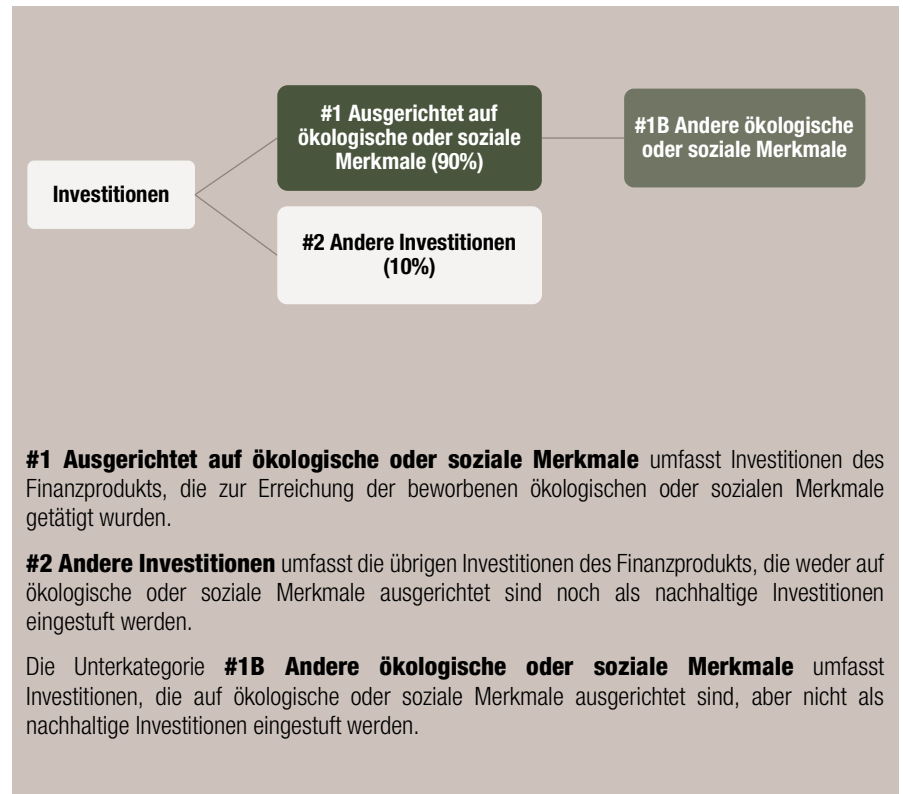 #1 Ausgerichtet auf
ökologische oder soziale
Merkmale (90%)
#1B Andere ökologische
oder soziale Merkmale
Investitionen
#2 Andere Investitionen
(10%)
#1 Ausgerichtet auf ökologische oder soziale Merkmale umfasst Investitionen des
Finanzprodukts, die zur Erreichung der beworbenen ökologischen oder sozialen Merkmale
getätigt wurden.
#2 Andere Investitionen umfasst die übrigen Investitionen des Finanzprodukts, die weder auf
ökologische oder soziale Merkmale ausgerichtet sind noch als nachhaltige Investitionen
eingestuft werden.
Die Unterkategorie #1B Andere ökologische oder soziale Merkmale umfasst
Investitionen, die auf ökologische oder soziale Merkmale ausgerichtet sind, aber nicht als
nachhaltige Investitionen eingestuft werden.